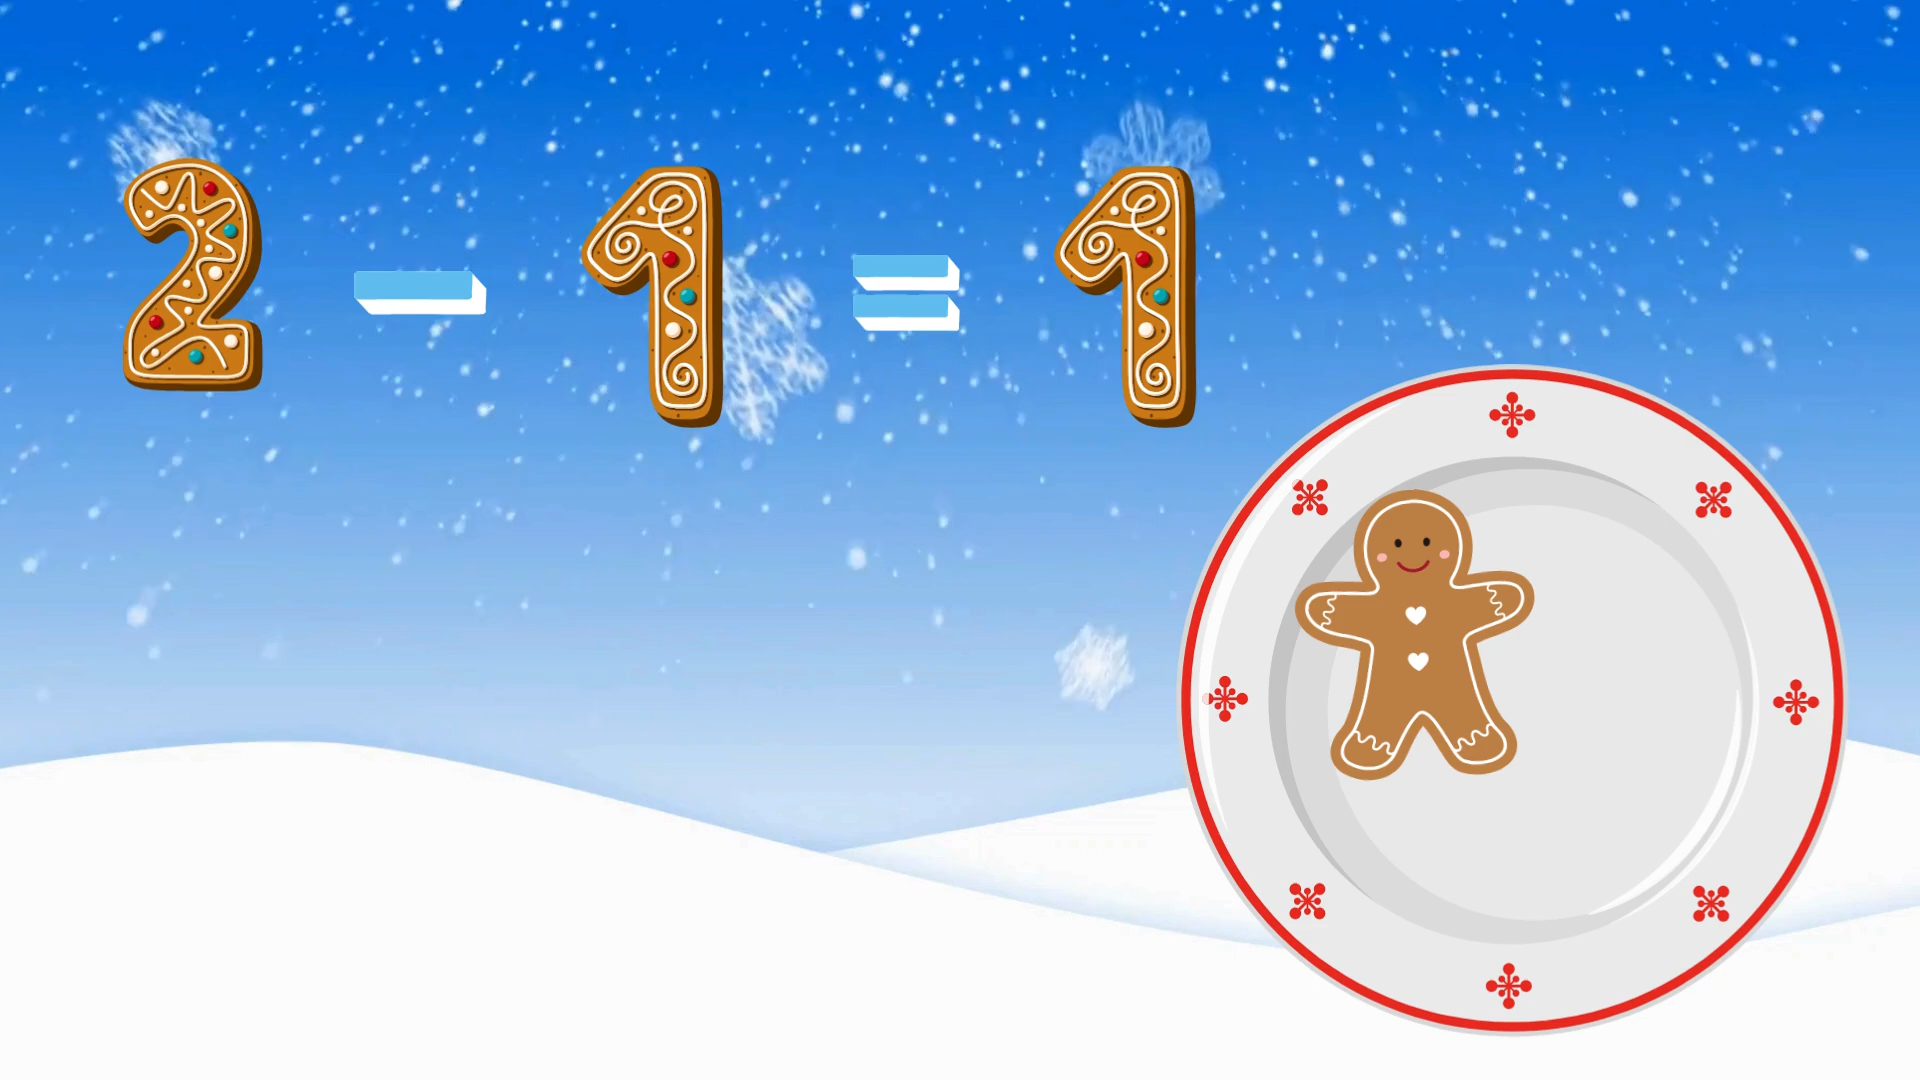 2 - 1 = 1